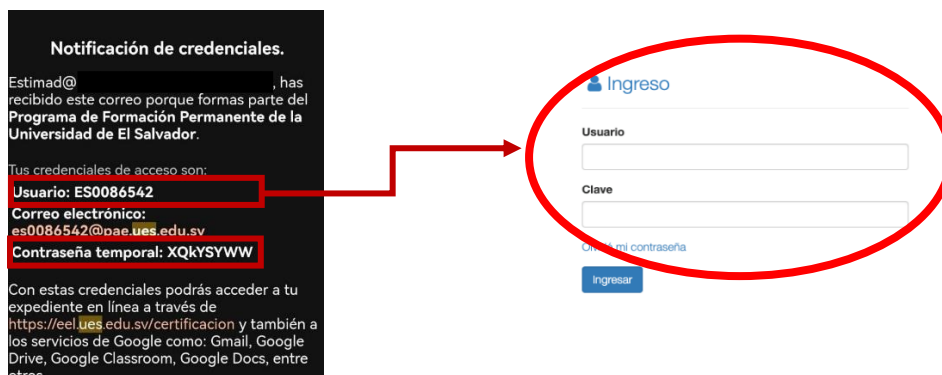 Notificación de credenciales.
Estimad@ , has
recibido este correo porque formas parte del
Programa de Formación Permanente de la
Universidad de El Salvador.
Tus credenciales de acceso son:
Usuario: ES0086542
Correo electrónico:
es0086542@pae.ues.edu.sv
Contraseña temporal: XQkYSYWW
Con estas credenciales podrás acceder a tu
expediente en línea a través de
https://eel.ues.edu.sv/certificacion y también a
los servicios de Google como: Gmail, Google
Drive, Google Classroom, Google Docs, entre
otros
Ingreso
Usuario
Clave
Olvidé mi contraseña
Ingresar